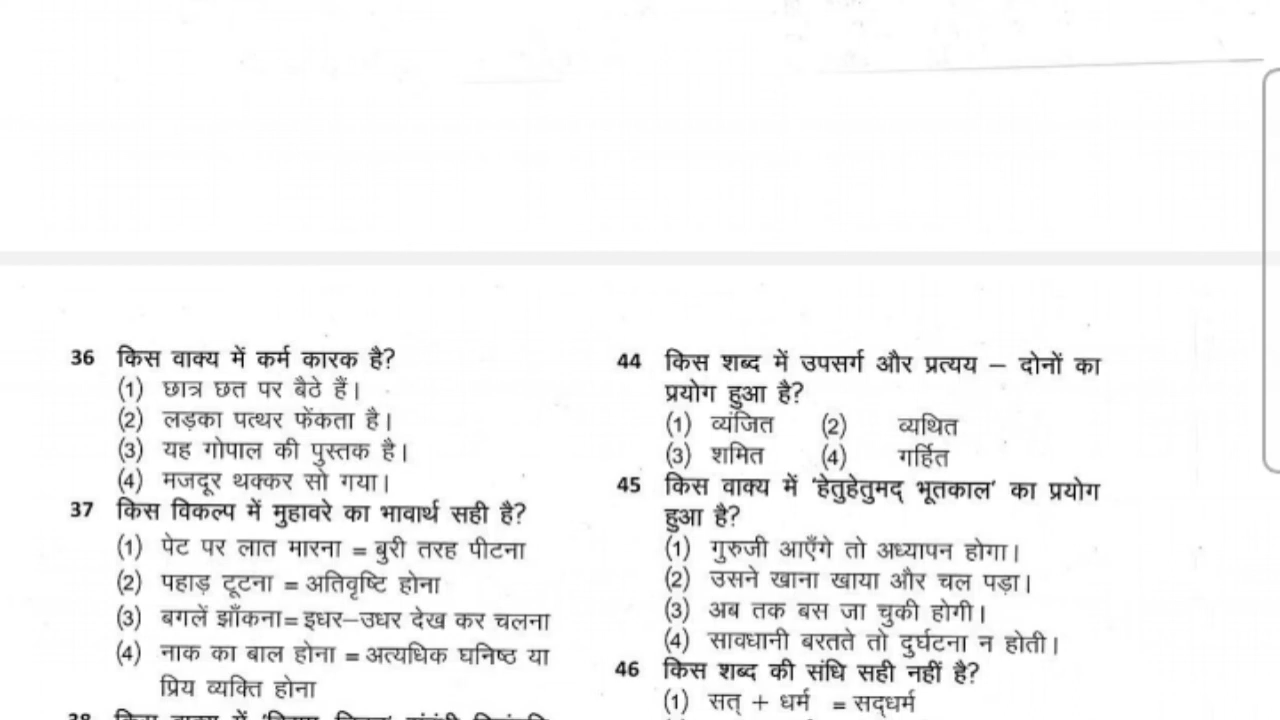 36 किस वाक्य में कर्म कारक है?
(1) छात्र छत पर बैठे हैं।
(2) लड़का पत्थर फेंकता है।
(3) यह गोपाल की पुस्तक है।
(4) मजदूर थक्कर सो गया।
37 किस विकल्प में मुहावरे का भावार्थ सही है?
(1) पेट पर लात मारना = बुरी तरह पीटना
(2) पहाड़ टूटना = अतिवृष्टि होना
(3) बगलें झाँकना= इधर–उधर देख कर चलना
(4) नाक का बाल होना = अत्यधिक घनिष्ठ या
प्रिय व्यक्ति होना
38 किस वाक्य में
44 किस शब्द में उपसर्ग और प्रत्यय – दोनों का
प्रयोग हुआ है?
(1) व्यंजित (2) व्यथित
(3) शमित (4) गर्हित
45 किस वाक्य में 'हेतुहेतुमद् भूतकाल' का प्रयोग
हुआ है?
(1) गुरुजी आएँगे तो अध्यापन होगा।
(2) उसने खाना खाया और चल पड़ा।
(3) अब तक बस जा चुकी होगी।
(4) सावधानी बरतते तो दुर्घटना न होती।
46 किस शब्द की संधि सही नहीं है?
(1) सत् + धर्म = सद्धर्म